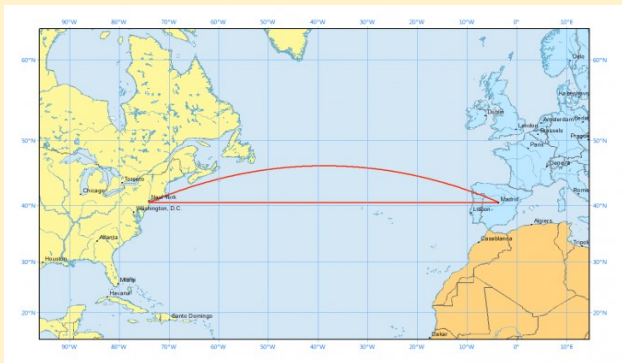 90°W 80°W 70°W 60°W 50°W 40°W 30°W 20°W 10°W 0° 10°E
60°N 60°N
Oslo
Dublin
London
Amsterdam
Brussels
50°N 50°N
Paris
Geneva
Toronto
Chicago
New York
40°N 40°N
Washington, D.C.
Madrid
Lisbon
Algiers
Atlanta
Casablanca
30°N 30°N
Houston
Miami
Havana
20°N 20°N
Santo Domingo
Dakar
90°W 80°W 70°W 60°W 50°W 40°W 30°W 20°W 10°W 0° 10°E